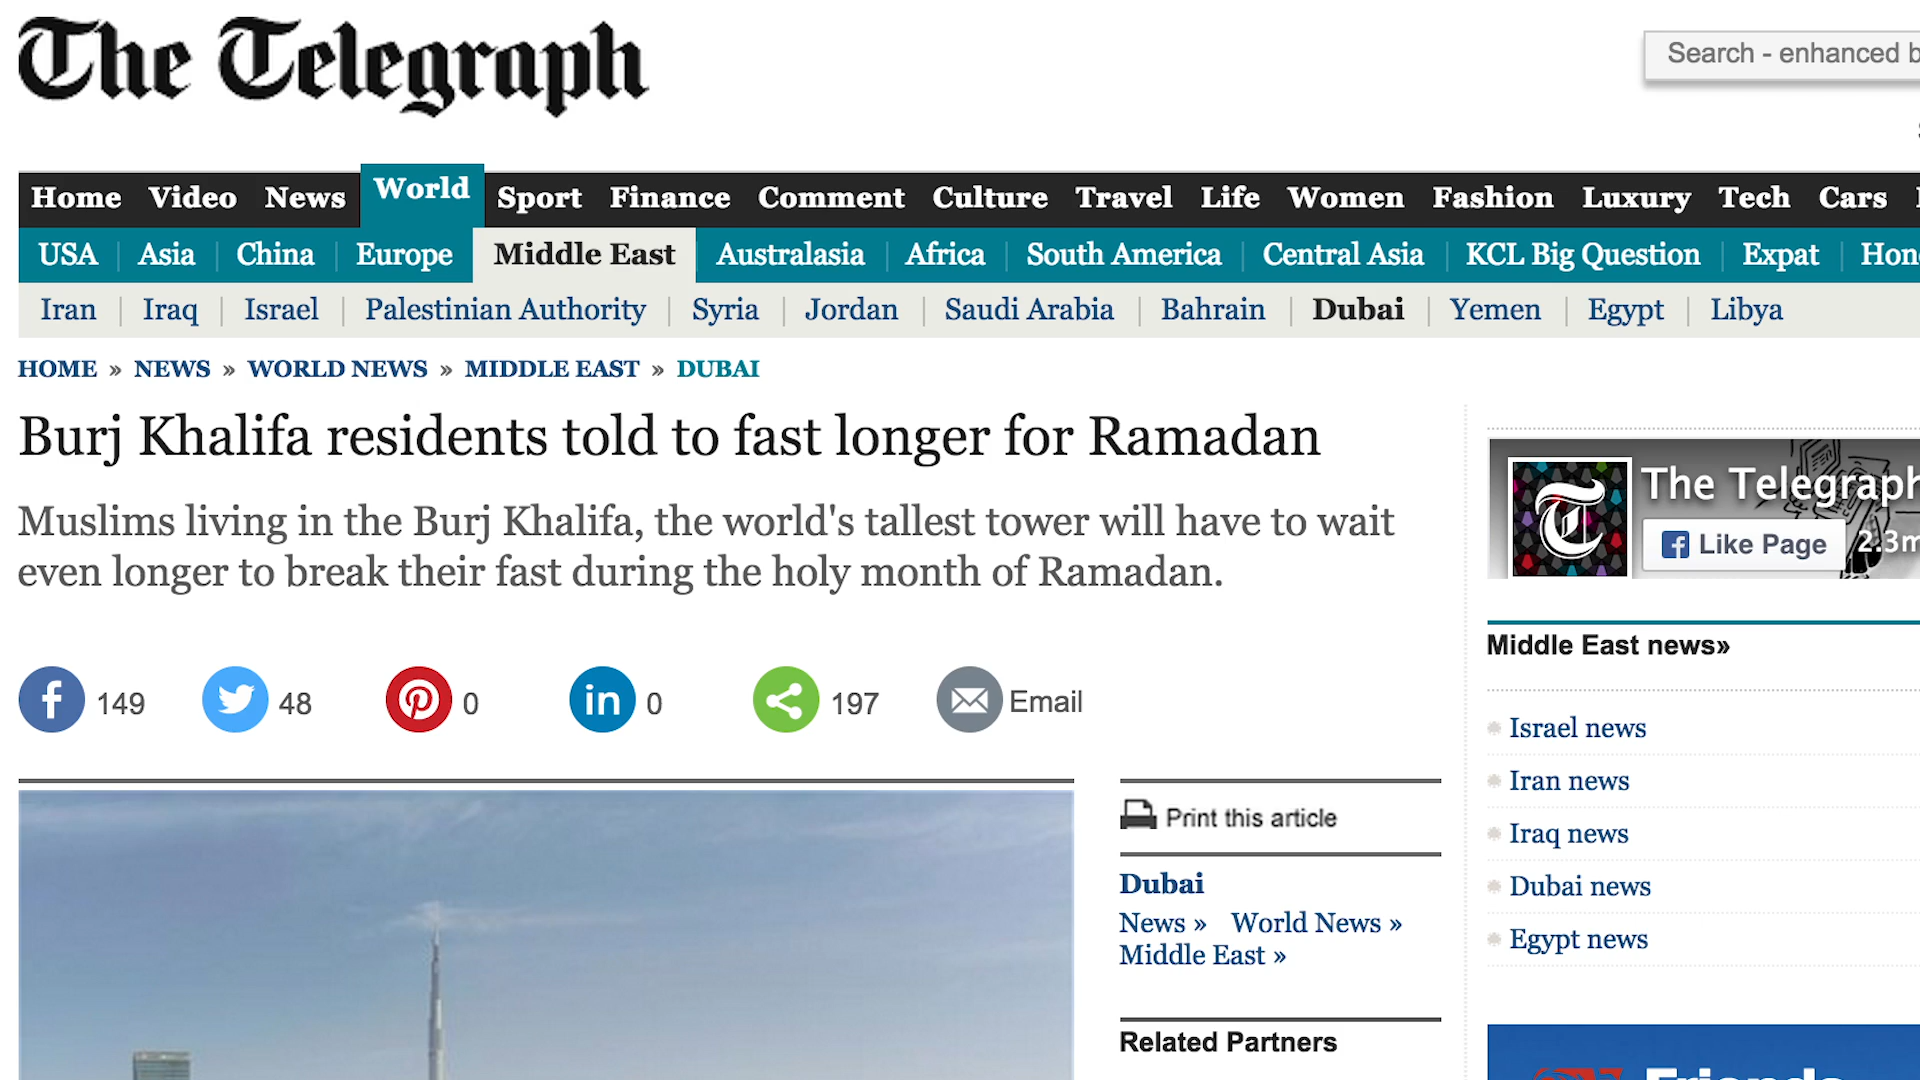 The Telegraph
Search - enhanced b
Home Video News World Sport Finance Comment Culture Travel Life Women Fashion Luxury Tech Cars
USA Asia China Europe Middle East Australasia Africa South America Central Asia KCL Big Question Expat Hon
Iran Iraq Israel Palestinian Authority Syria Jordan Saudi Arabia Bahrain Dubai Yemen Egypt Libya
HOME » NEWS » WORLD NEWS » MIDDLE EAST » DUBAI
Burj Khalifa residents told to fast longer for Ramadan
Muslims living in the Burj Khalifa, the world's tallest tower will have to wait
even longer to break their fast during the holy month of Ramadan.
149 48 0 in 0 197 Email
Print this article
Dubai
News » World News »
Middle East »
Related Partners
The Telegraph
Like Page 2.3m
Middle East news»
Israel news
Iran news
Iraq news
Dubai news
Egypt news